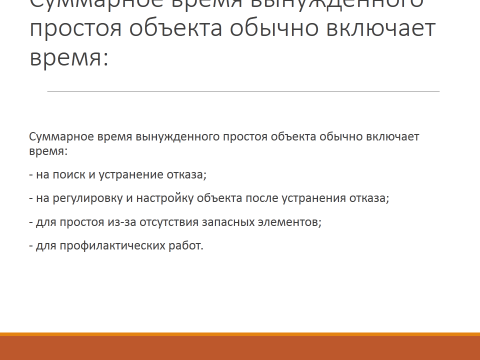 Суммарное время вынужденного
простоя объекта обычно включает
время:
Суммарное время вынужденного простоя объекта обычно включает
время:
- на поиск и устранение отказа;
- на регулировку и настройку объекта после устранения отказа;
- для простоя из-за отсутствия запасных элементов;
- для профилактических работ.